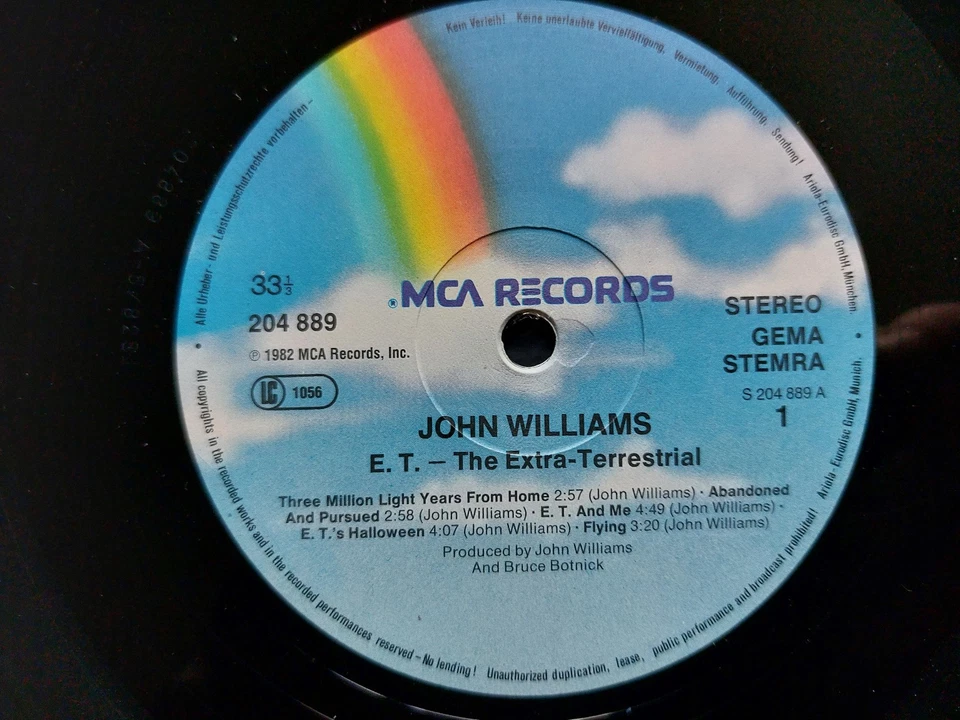 Alle Urheber- und Leistungsschutzrechte vorbehalten – Kein Verleih! Keine unerlaubte Vervielfältigung, Vermietung, Aufführung, Sendung! Ariola-Eurodisc GmbH, München.
33⅓
204 889
℗ 1982 MCA Records, Inc.
LC 1056
® MCA RECORDS
STEREO
GEMA
STEMRA
S 204 889 A
1
JOHN WILLIAMS
E. T. – The Extra-Terrestrial
Three Million Light Years From Home 2:57 (John Williams) · Abandoned
And Pursued 2:58 (John Williams) · E. T. And Me 4:49 (John Williams) ·
E. T.'s Halloween 4:07 (John Williams) · Flying 3:20 (John Williams)
Produced by John Williams
And Bruce Botnick
All copyrights in the recorded works and in the recorded performances reserved – No lending! Unauthorized duplication, lease, public performance and broadcast prohibited! Ariola-Eurodisc GmbH, Munich.